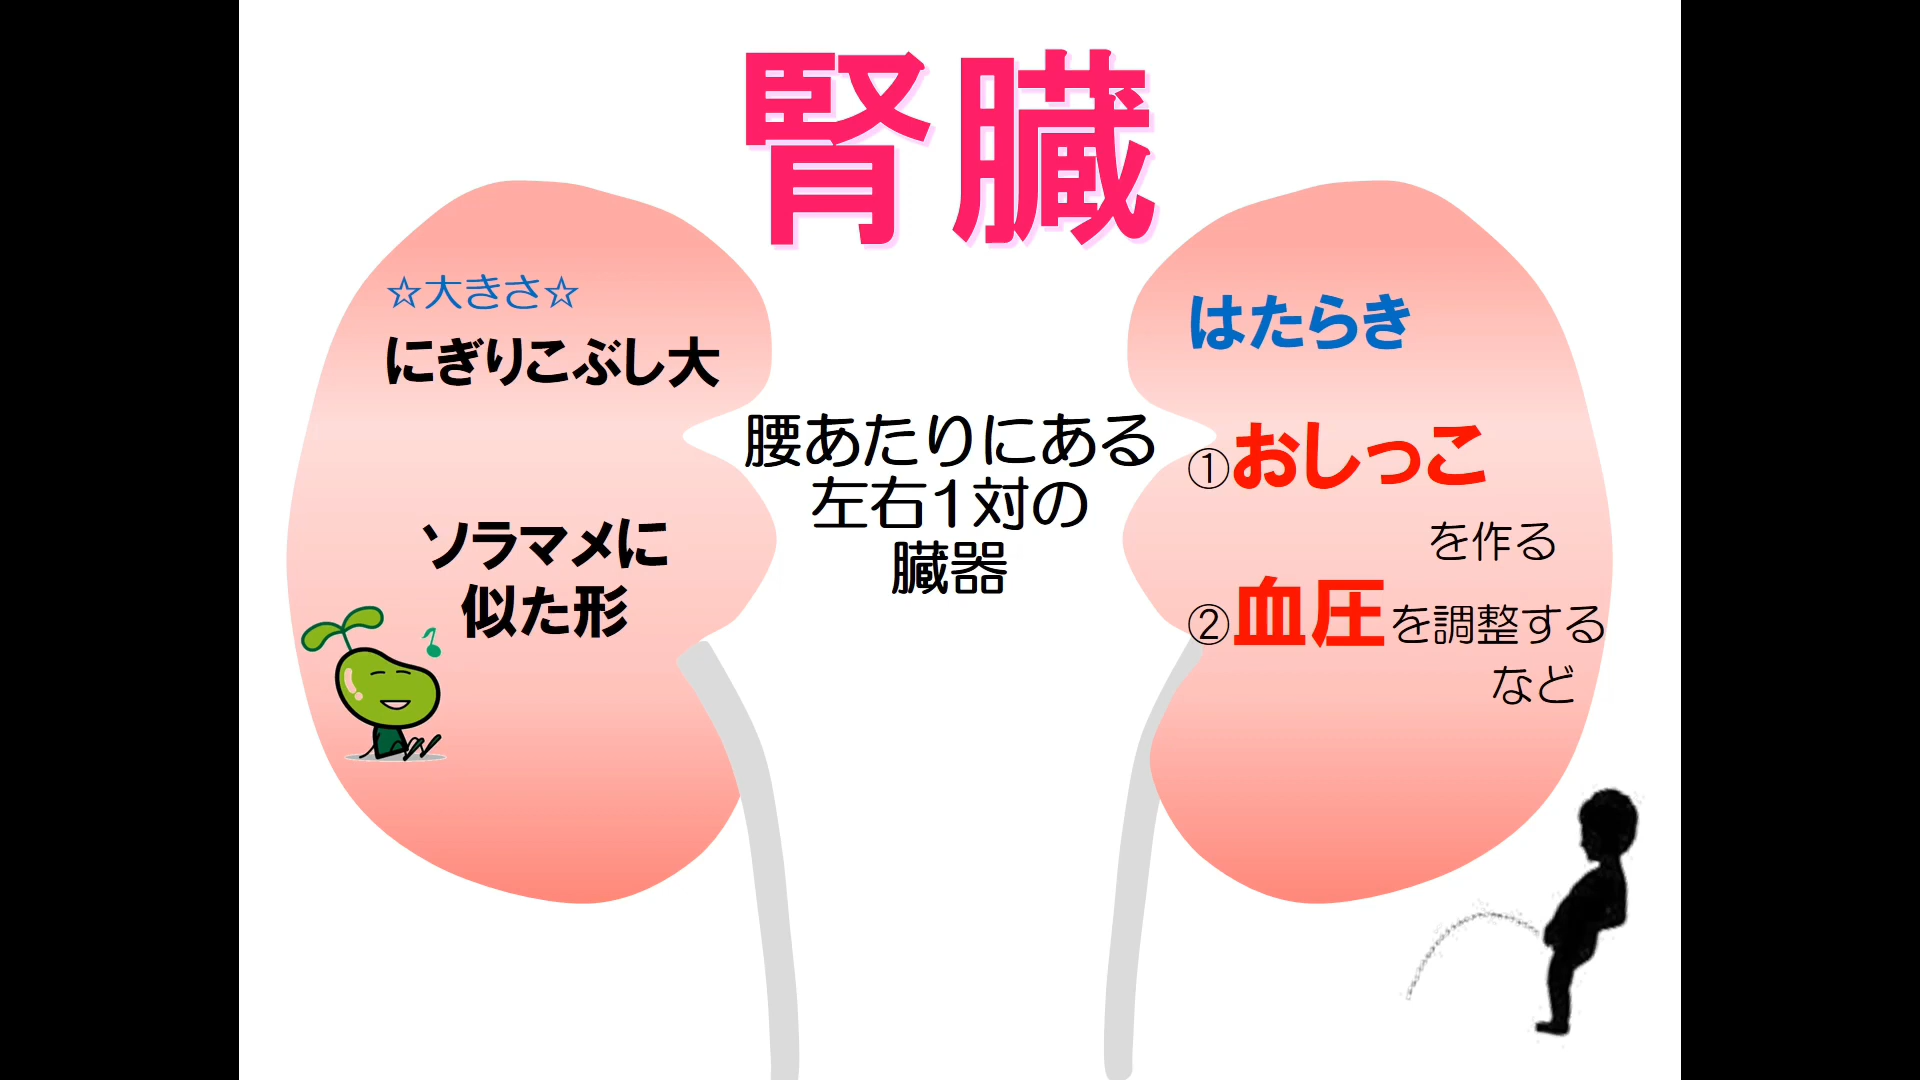 腎臓
☆大きさ☆
にぎりこぶし大
ソラマメに
似た形
腰あたりにある
左右1対の
臓器
はたらき
①おしっこ
を作る
②血圧を調整する
など